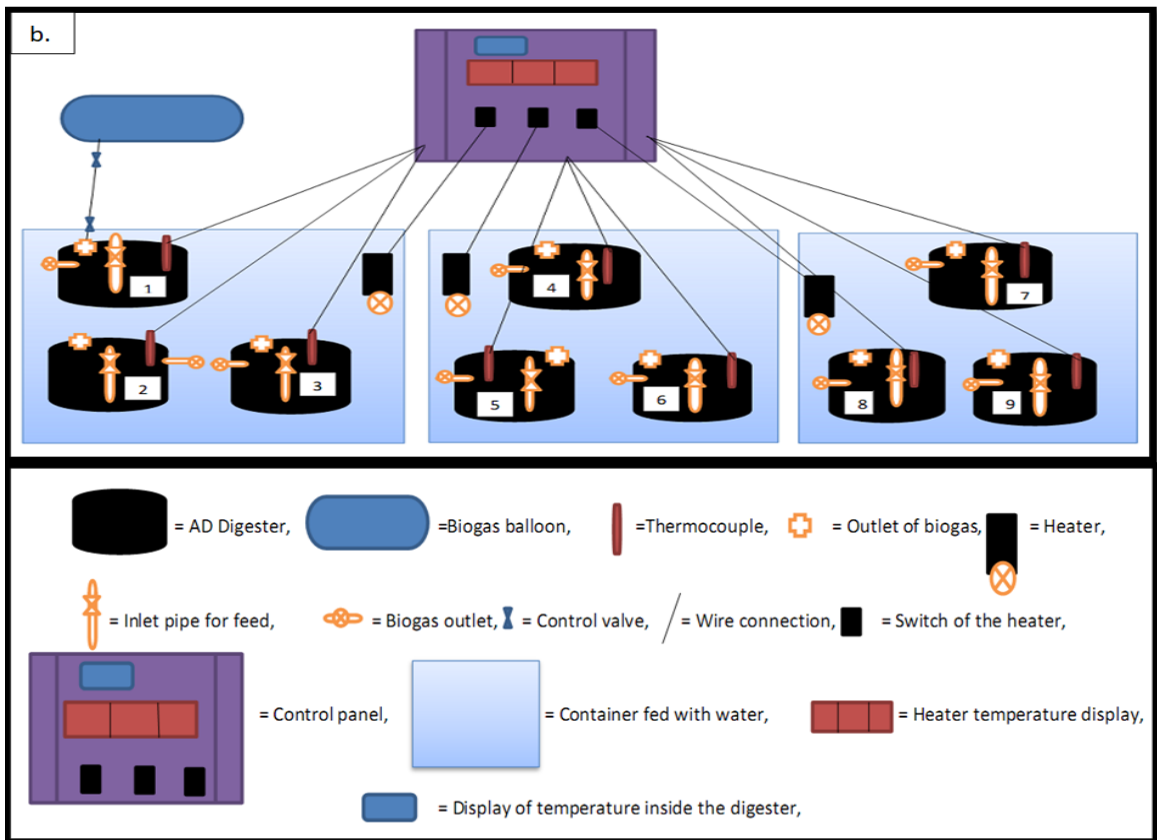 b.
1
4
7
2
3
5
6
8
9
= AD Digester,
=Biogas balloon,
=Thermocouple,
= Outlet of biogas,
= Heater,
= Inlet pipe for feed,
= Biogas outlet,
= Control valve,
= Wire connection,
= Switch of the heater,
= Control panel,
= Container fed with water,
= Heater temperature display,
= Display of temperature inside the digester,